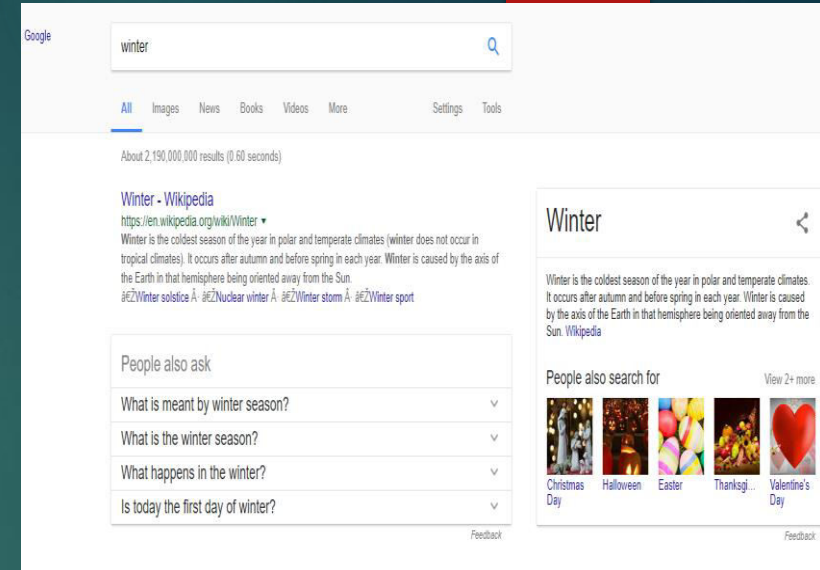 Google
winter
All Images News Books Videos More Settings Tools
About 2,190,000,000 results (0.60 seconds)
Winter - Wikipedia
https://en.wikipedia.org/wiki/Winter ▾
Winter is the coldest season of the year in polar and temperate climates (winter does not occur in
tropical climates). It occurs after autumn and before spring in each year. Winter is caused by the axis of
the Earth in that hemisphere being oriented away from the Sun.
â€ŽWinter solstice Â· â€ŽNuclear winter Â· â€ŽWinter storm Â· â€ŽWinter sport
People also ask
What is meant by winter season?
What is the winter season?
What happens in the winter?
Is today the first day of winter?
Feedback
Winter
Winter is the coldest season of the year in polar and temperate climates.
It occurs after autumn and before spring in each year. Winter is caused
by the axis of the Earth in that hemisphere being oriented away from the
Sun. Wikipedia
People also search for View 2+ more
Christmas Halloween Easter Thanksgi... Valentine's
Day Day
Feedback